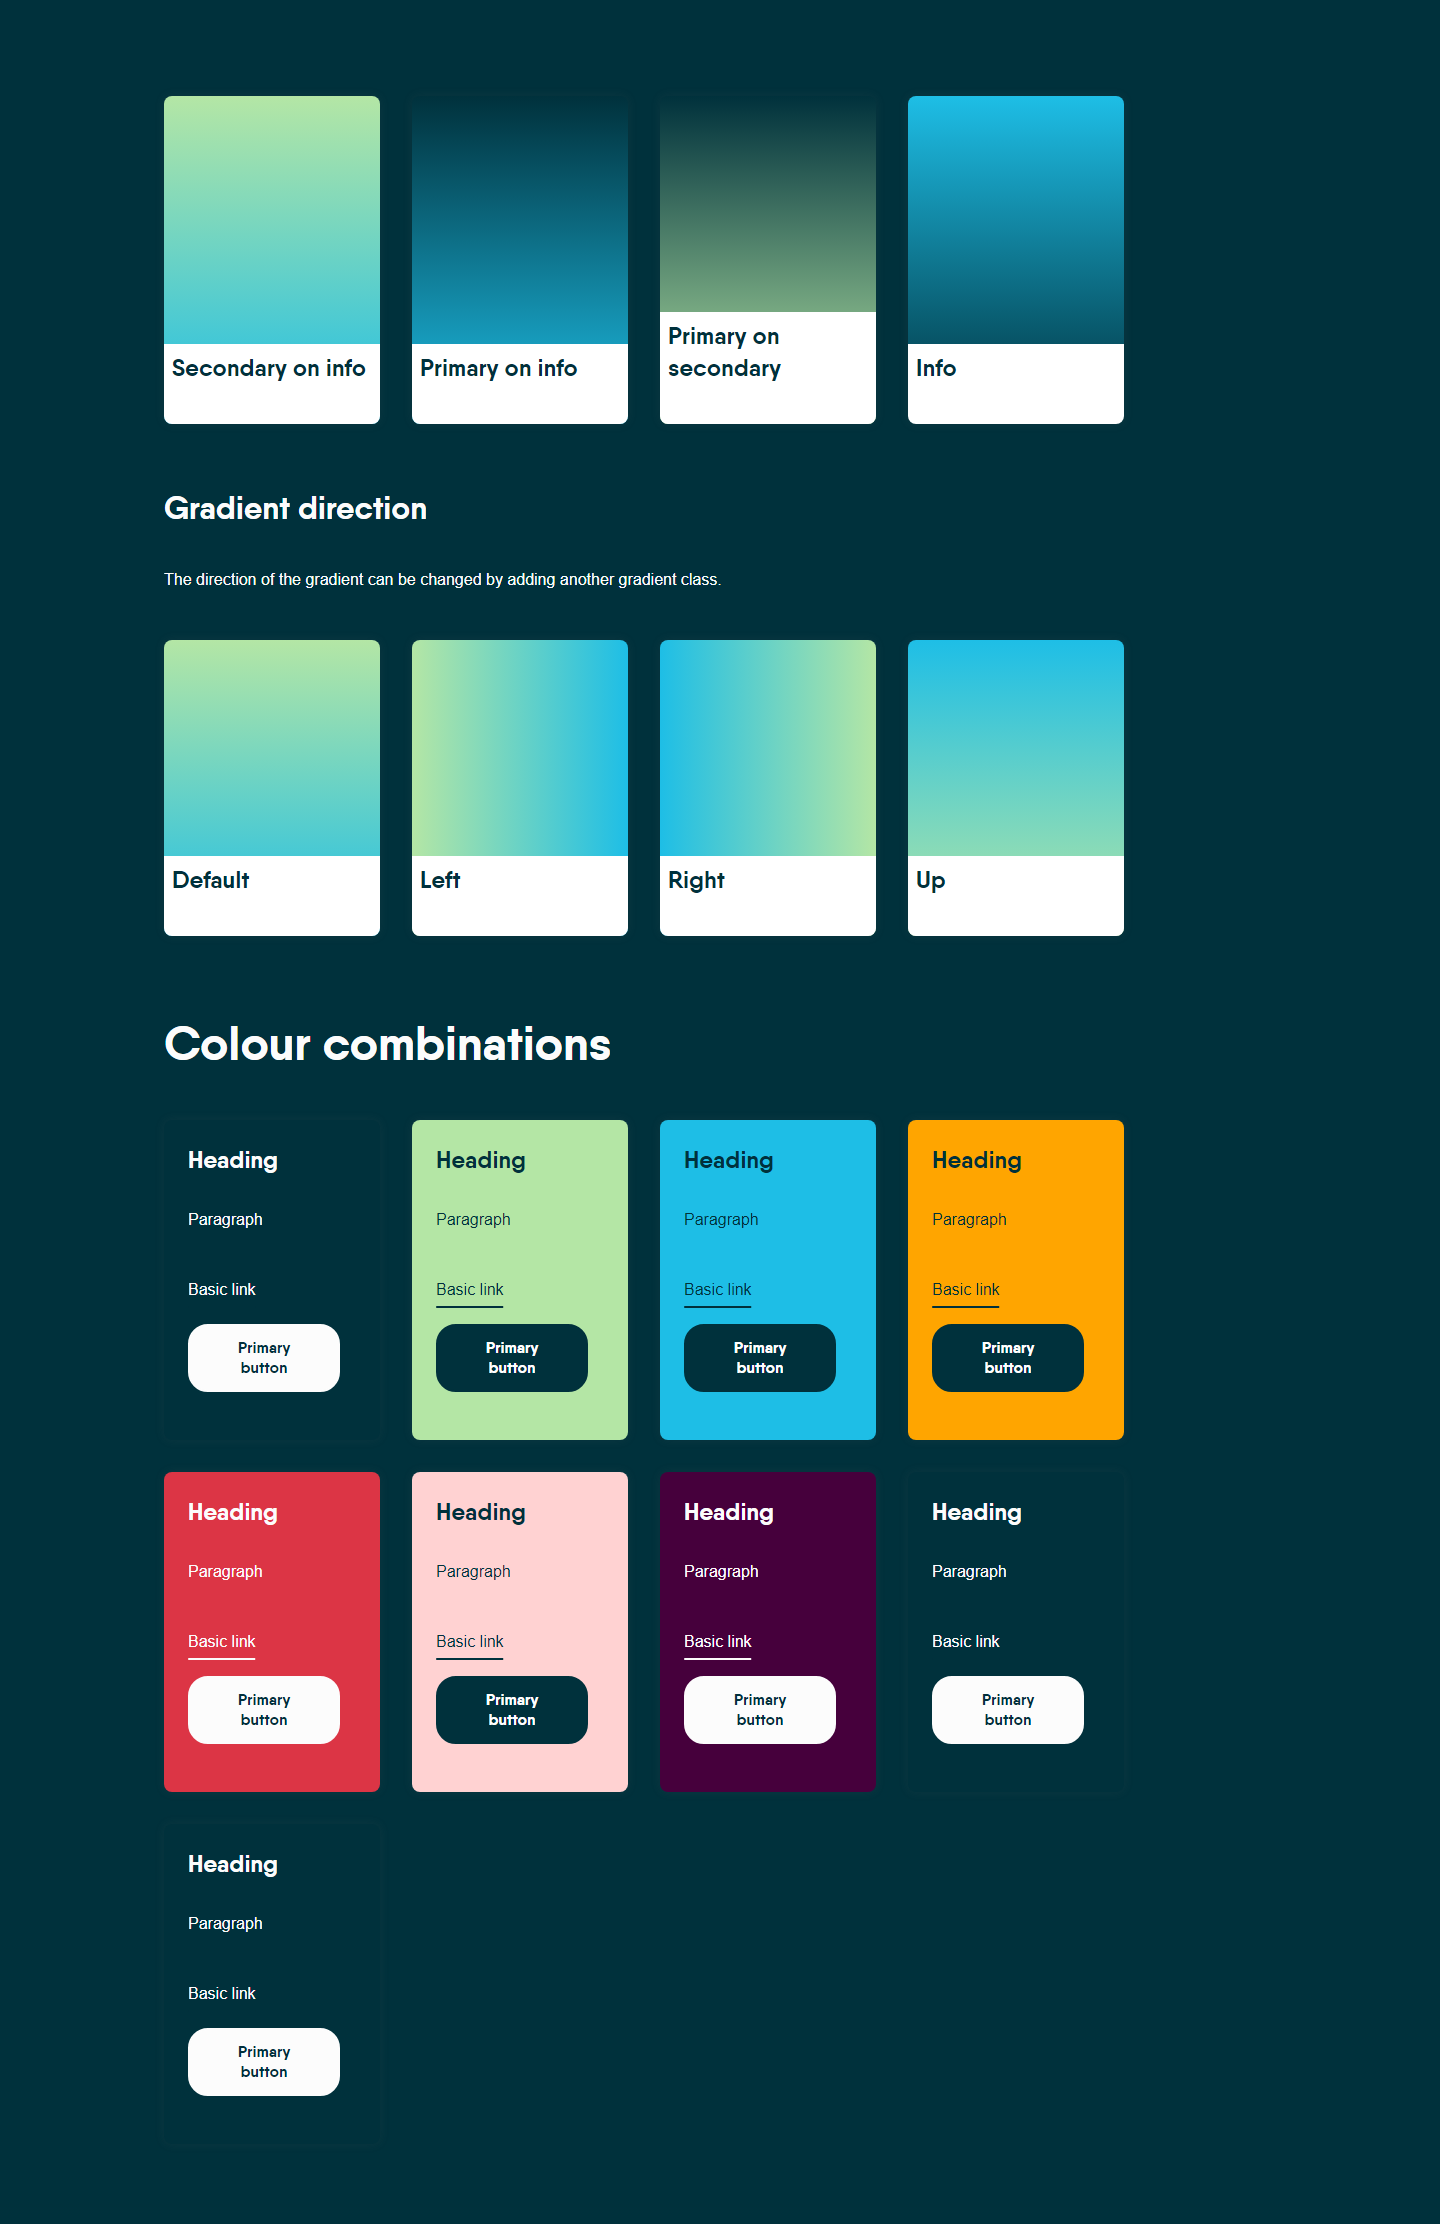 Secondary on info
Primary on info
Primary on
secondary
Info
Gradient direction
The direction of the gradient can be changed by adding another gradient class.
Default
Left
Right
Up
Colour combinations
Heading
Paragraph
Basic link
Primary
button
Heading
Paragraph
Basic link
Primary
button
Heading
Paragraph
Basic link
Primary
button
Heading
Paragraph
Basic link
Primary
button
Heading
Paragraph
Basic link
Primary
button
Heading
Paragraph
Basic link
Primary
button
Heading
Paragraph
Basic link
Primary
button
Heading
Paragraph
Basic link
Primary
button
Heading
Paragraph
Basic link
Primary
button